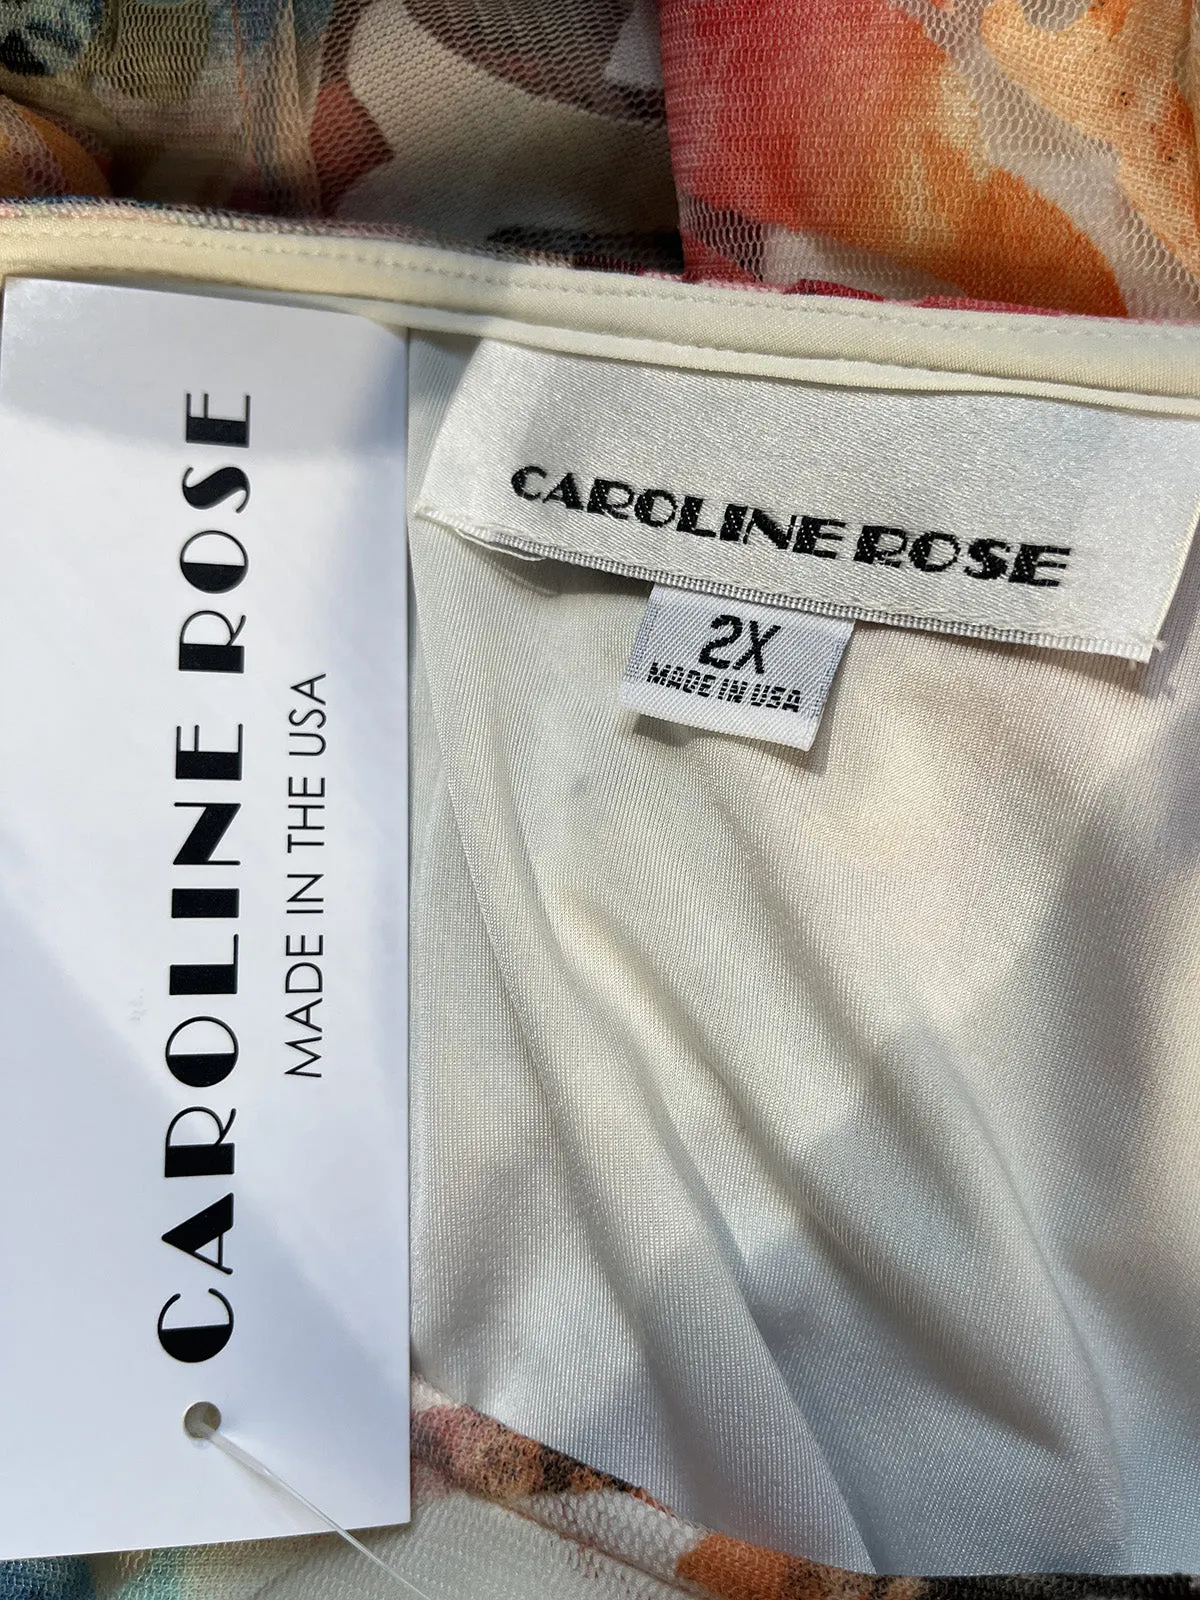 CAROLINE ROSE
MADE IN THE USA
CAROLINE ROSE
2X
MADE IN USA